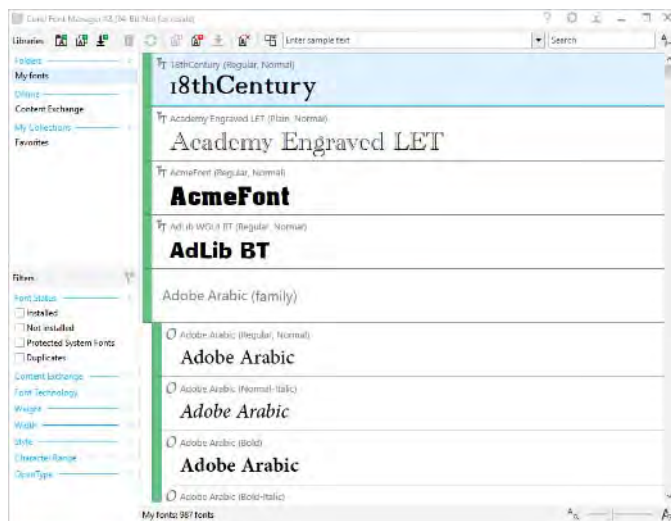 Corel Font Manager X8 (64-Bit Not for resale)
Libraries
Enter sample text
Search
Folders
My fonts
Online
Content Exchange
My Collections
Favorites
Filters
Font Status
Installed
Not installed
Protected System Fonts
Duplicates
Content Exchange
Font Technology
Weight
Width
Style
Character Range
OpenType
18thCentury (Regular, Normal)
18thCentury
Academy Engraved LET (Plain, Normal)
Academy Engraved LET
AcmeFont (Regular, Normal)
AcmeFont
AdLib WGL4 BT (Regular, Normal)
AdLib BT
Adobe Arabic (family)
Adobe Arabic (Regular, Normal)
Adobe Arabic
Adobe Arabic (Normal-Italic)
Adobe Arabic
Adobe Arabic (Bold)
Adobe Arabic
Adobe Arabic (Bold-Italic)
My fonts: 987 fonts